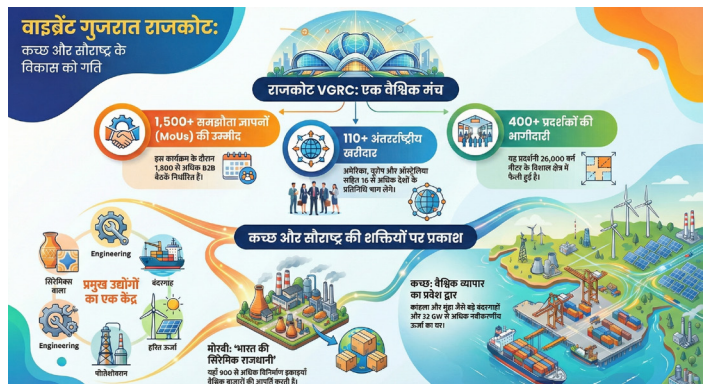 वाइब्रेंट गुजरात राजकोट:
कच्छ और सौराष्ट्र के
विकास को गति
राजकोट VGRC: एक वैश्विक मंच
1,500+ समझौता ज्ञापनों
(MoUs) की उम्मीद
इस कार्यक्रम के दौरान
1,800 से अधिक B2B
बैठकें निर्धारित हैं।
110+ अंतरर्राष्ट्रीय
खरीदार
अमेरिका, यूरोप और ऑस्ट्रेलिया
सहित 16 से अधिक देशों के
प्रतिनिधि भाग लेंगे।
400+ प्रदर्शकों की
भागीदारी
यह प्रदर्शनी 26,000 वर्ग
मीटर के विशाल क्षेत्र में
फैली हुई है।
कच्छ और सौराष्ट्र की शक्तियों पर प्रकाश
Engineering
सिरेमिक्स
वाला
बंदरगाह
प्रमुख उद्योगों
का एक केंद्र
Engineering
हरित ऊर्जा
मोरबी: 'भारत की
सिरेमिक राजधानी'
यहाँ 900 से अधिक विनिर्माण इकाइयाँ
वैश्विक बाजारों की आपूर्ति करती हैं।
कच्छ: वैश्विक व्यापार
का प्रवेश द्वार
कांडला और मुंद्रा जैसे बड़े बंदरगाहों
और 32 GW से अधिक नवीकरणीय
ऊर्जा का घर।